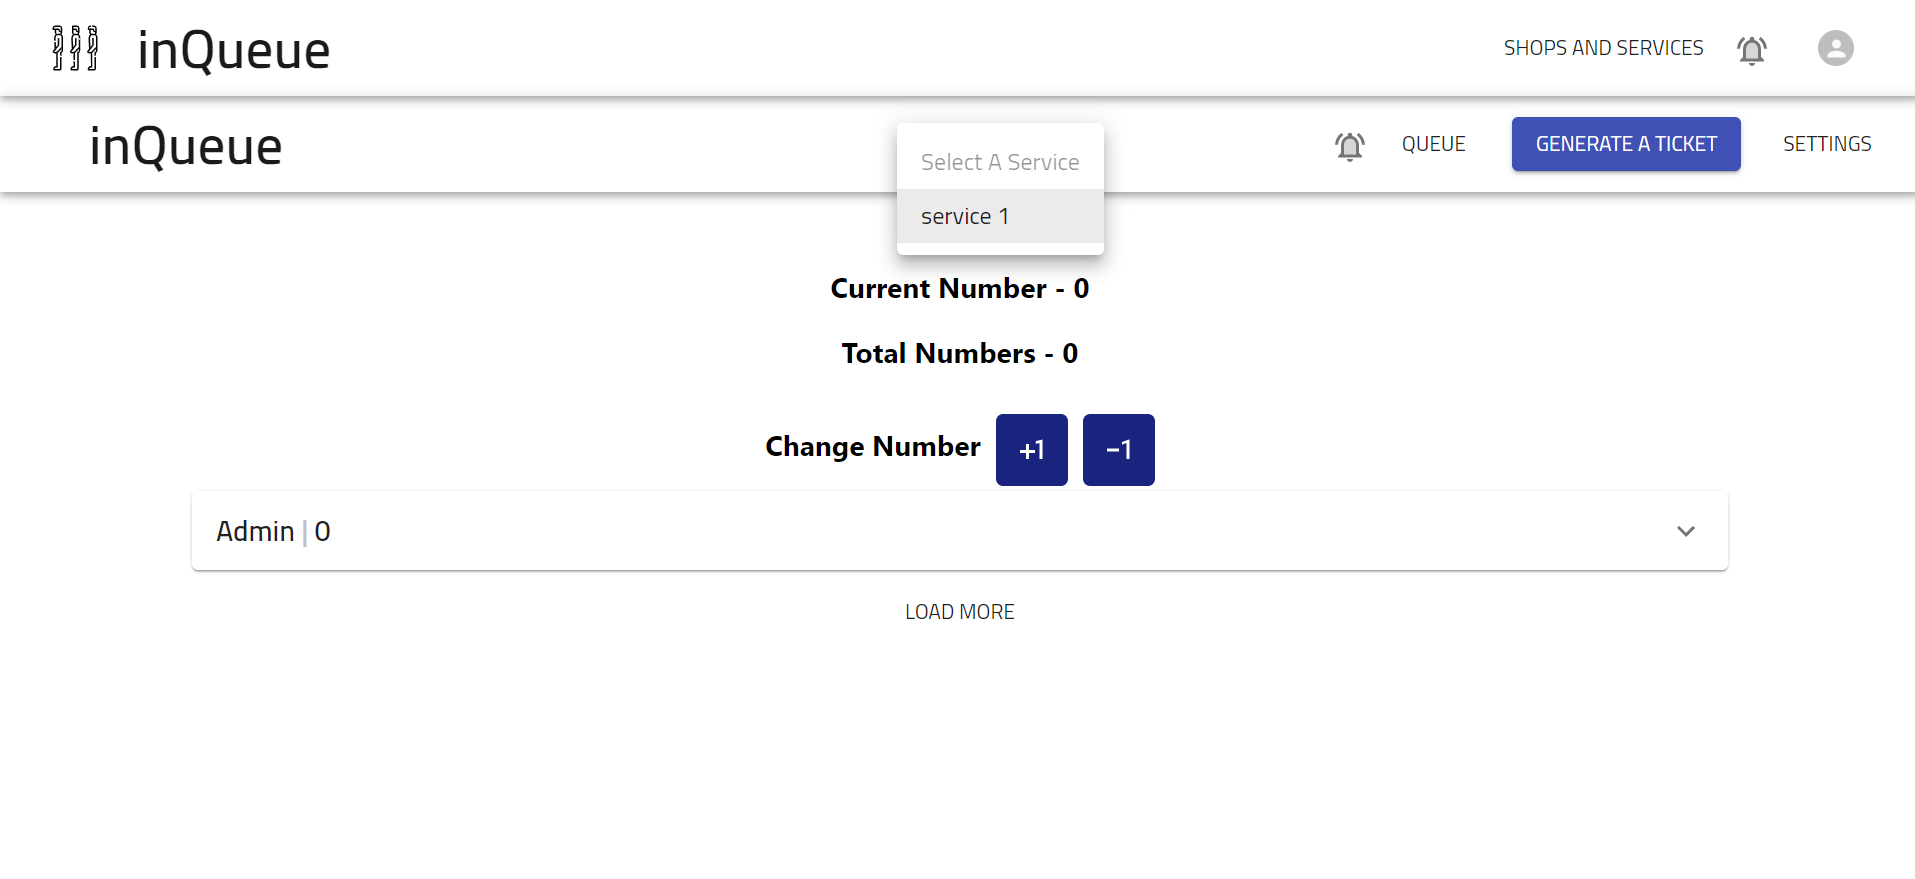 inQueue
SHOPS AND SERVICES
inQueue
Select A Service
service 1
QUEUE
GENERATE A TICKET
SETTINGS
Current Number - 0
Total Numbers - 0
Change Number
+1
-1
Admin | 0
LOAD MORE